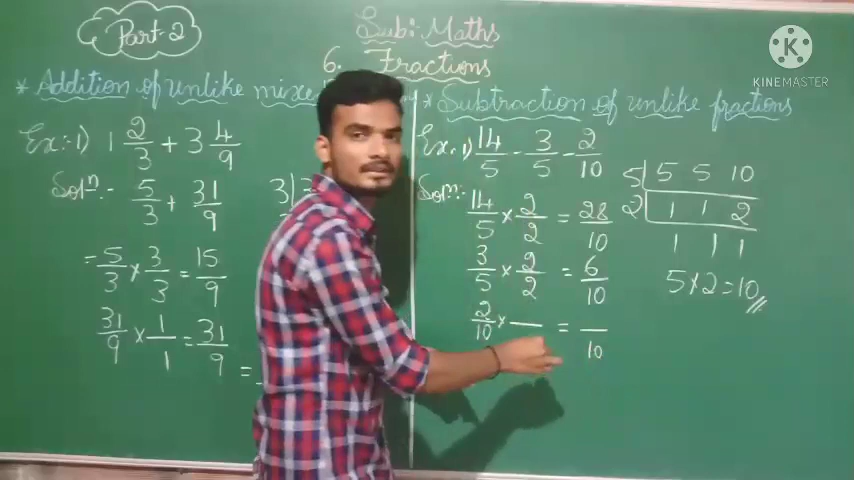 Part-2
Sub: Maths
6. Fractions
K
KINEMASTER
* Addition of unlike mixe
Ex:-1) 1 2/3 + 3 4/9
Solⁿ:- 5/3 + 31/9
3|3
= 5/3 × 3/3 = 15/9
31/9 × 1/1 = 31/9
=
* Subtraction of unlike fractions
Ex:-1) 14/5 - 3/5 - 2/10
Solⁿ:-
14/5 × 2/2 = 28/10
3/5 × 2/2 = 6/10
2/10 × — = —/10
5|5 5 10
2|1 1 2
1 1 1
5×2=10//